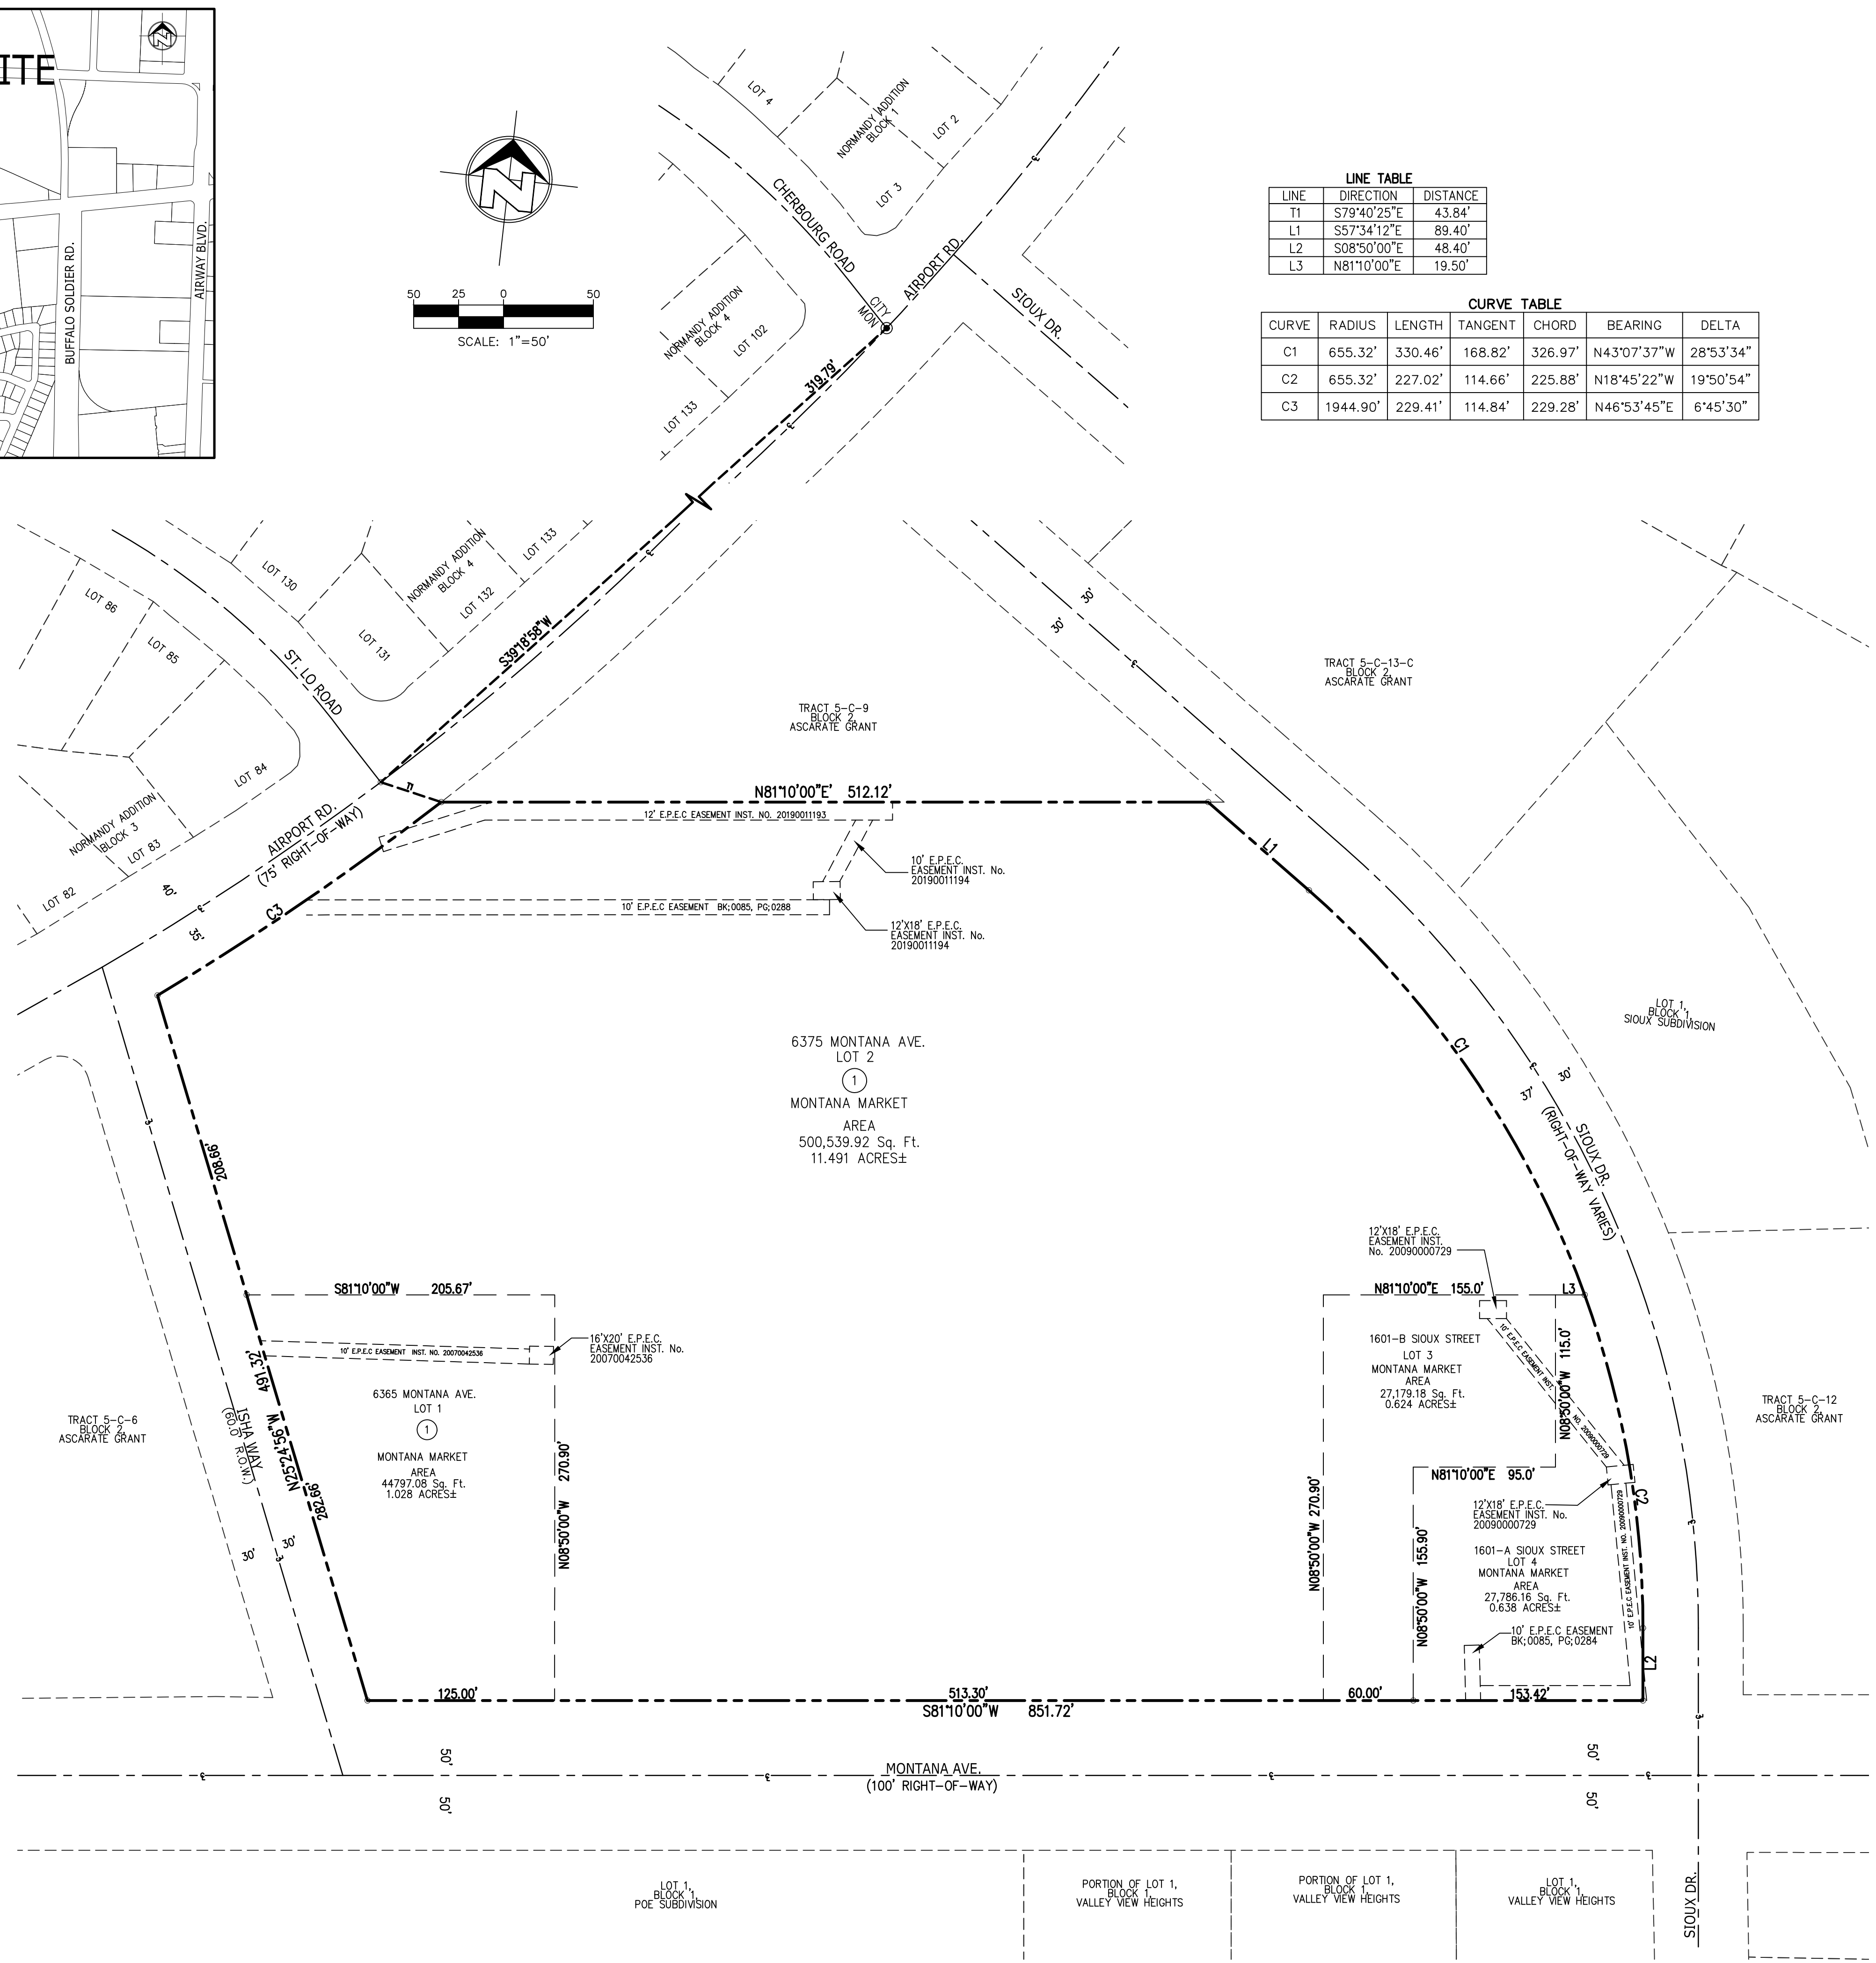 ITE
BUFFALO SOLDIER RD.
AIRWAY BLVD.
N
50 25 0 50
SCALE: 1"=50'
LOT 4
NORMANDY ADDITION
BLOCK 1
LOT 2
LOT 3
CHERBOURG ROAD
AIRPORT RD.
CITY
MON
SIOUX DR.
NORMANDY ADDITION
BLOCK 4
LOT 102
LOT 133
319.79'
LINE TABLE
LINE DIRECTION DISTANCE
T1 S79°40'25"E 43.84'
L1 S57°34'12"E 89.40'
L2 S08°50'00"E 48.40'
L3 N81°10'00"E 19.50'
CURVE TABLE
CURVE RADIUS LENGTH TANGENT CHORD BEARING DELTA
C1 655.32' 330.46' 168.82' 326.97' N43°07'37"W 28°53'34"
C2 655.32' 227.02' 114.66' 225.88' N18°45'22"W 19°50'54"
C3 1944.90' 229.41' 114.84' 229.28' N46°53'45"E 6°45'30"
LOT 130
NORMANDY ADDITION
BLOCK 4
LOT 133
LOT 132
LOT 131
LOT 86
LOT 85
ST. LO ROAD
S39°18'58"W
LOT 84
NORMANDY ADDITION
BLOCK 3
LOT 83
LOT 82
AIRPORT RD.
(75' RIGHT-OF-WAY)
40'
35'
T1
C3
30'
30'
TRACT 5-C-13-C
BLOCK 2,
ASCARATE GRANT
TRACT 5-C-9
BLOCK 2,
ASCARATE GRANT
N81°10'00"E' 512.12'
12' E.P.E.C EASEMENT INST. NO. 20190011193
10' E.P.E.C.
EASEMENT INST. No.
20190011194
10' E.P.E.C EASEMENT BK;0085, PG;0288
12'X18' E.P.E.C.
EASEMENT INST. No.
20190011194
L1
C1
LOT 1,
BLOCK 1,
SIOUX SUBDIVISION
30'
37'
SIOUX DR.
(RIGHT-OF-WAY VARIES)
6375 MONTANA AVE.
LOT 2
1
MONTANA MARKET
AREA
500,539.92 Sq. Ft.
11.491 ACRES±
208.66'
S81°10'00"W 205.67'
16'X20' E.P.E.C.
EASEMENT INST. No.
20070042536
10' E.P.E.C EASEMENT INST. NO. 20070042536
491.32'
N25°24'56"W
282.66'
ISHA WAY
(60.0' R.O.W.)
30'
30'
6365 MONTANA AVE.
LOT 1
1
MONTANA MARKET
AREA
44797.08 Sq. Ft.
1.028 ACRES±
N08°50'00"W 270.90'
TRACT 5-C-6
BLOCK 2,
ASCARATE GRANT
12'X18' E.P.E.C.
EASEMENT INST.
No. 20090000729
N81°10'00"E 155.0'
L3
1601-B SIOUX STREET
LOT 3
MONTANA MARKET
AREA
27,179.18 Sq. Ft.
0.624 ACRES±
10' E.P.E.C EASEMENT INST. NO. 20090000729
N08°50'00"W 115.0'
N81°10'00"E 95.0'
N08°50'00"W 270.90'
N08°50'00"W 155.90'
12'X18' E.P.E.C.
EASEMENT INST. No.
20090000729
1601-A SIOUX STREET
LOT 4
MONTANA MARKET
AREA
27,786.16 Sq. Ft.
0.638 ACRES±
10' E.P.E.C EASEMENT
BK;0085, PG;0284
10' E.P.E.C EASEMENT INST. NO. 20090000729
C2
L2
TRACT 5-C-12
BLOCK 2,
ASCARATE GRANT
125.00' 513.30' 60.00' 153.42'
S81°10'00"W 851.72'
50'
50'
MONTANA AVE.
(100' RIGHT-OF-WAY)
50'
50'
LOT 1,
BLOCK 1,
POE SUBDIVISION
PORTION OF LOT 1,
BLOCK 1,
VALLEY VIEW HEIGHTS
PORTION OF LOT 1,
BLOCK 1,
VALLEY VIEW HEIGHTS
LOT 1,
BLOCK 1,
VALLEY VIEW HEIGHTS
SIOUX DR.